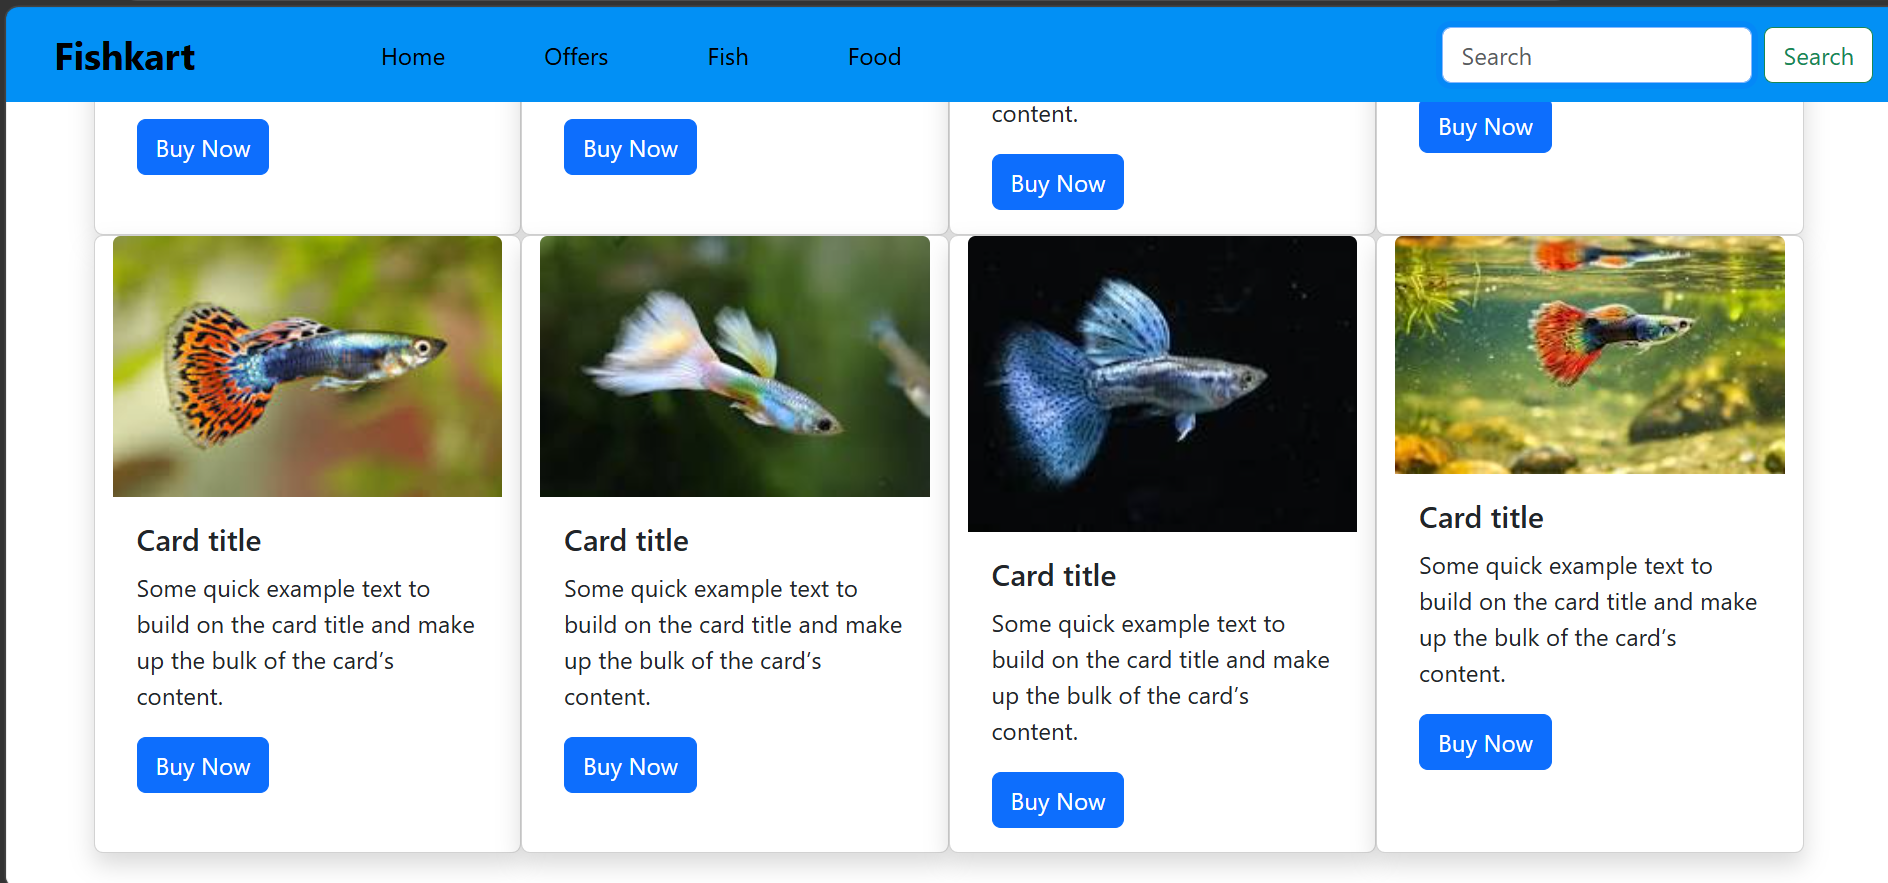 Fishkart Home Offers Fish Food Search Search
content.
Buy Now Buy Now Buy Now Buy Now
Card title
Some quick example text to
build on the card title and make
up the bulk of the card’s
content.
Buy Now
Card title
Some quick example text to
build on the card title and make
up the bulk of the card’s
content.
Buy Now
Card title
Some quick example text to
build on the card title and make
up the bulk of the card’s
content.
Buy Now
Card title
Some quick example text to
build on the card title and make
up the bulk of the card’s
content.
Buy Now